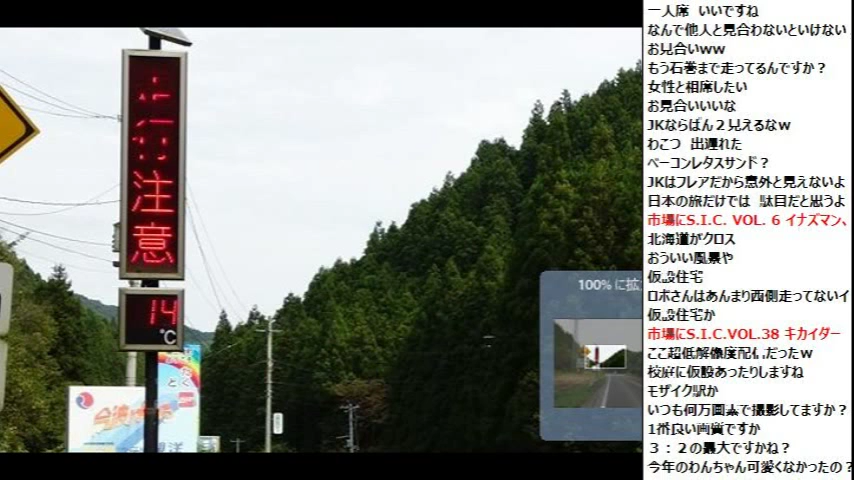 注意
14
℃
100% に拡
一人席　いいですね
なんで他人と見合わないといけない
お見合いｗｗ
もう石巻まで走ってるんですか？
女性と相席したい
お見合いいいな
JKならぱん２見えるなｗ
わこつ　出遅れた
ベーコンレタスサンド？
JKはフレアだから意外と見えないよ
日本の旅だけでは　駄目だと思うよ
市場にS.I.C. VOL. 6 イナズマン、
北海道がクロス
おういい風景や
仮設住宅
ロボさんはあんまり西側走ってないイ
仮設住宅か
市場にS.I.C.VOL.38 キカイダー
ここ超低解像度配信だったｗ
校庭に仮設あったりしますね
モザイク駅か
いつも何万画素で撮影してますか？
1番良い画質ですか
３：２の最大ですかね？
今年のわんちゃん可愛くなかったの？